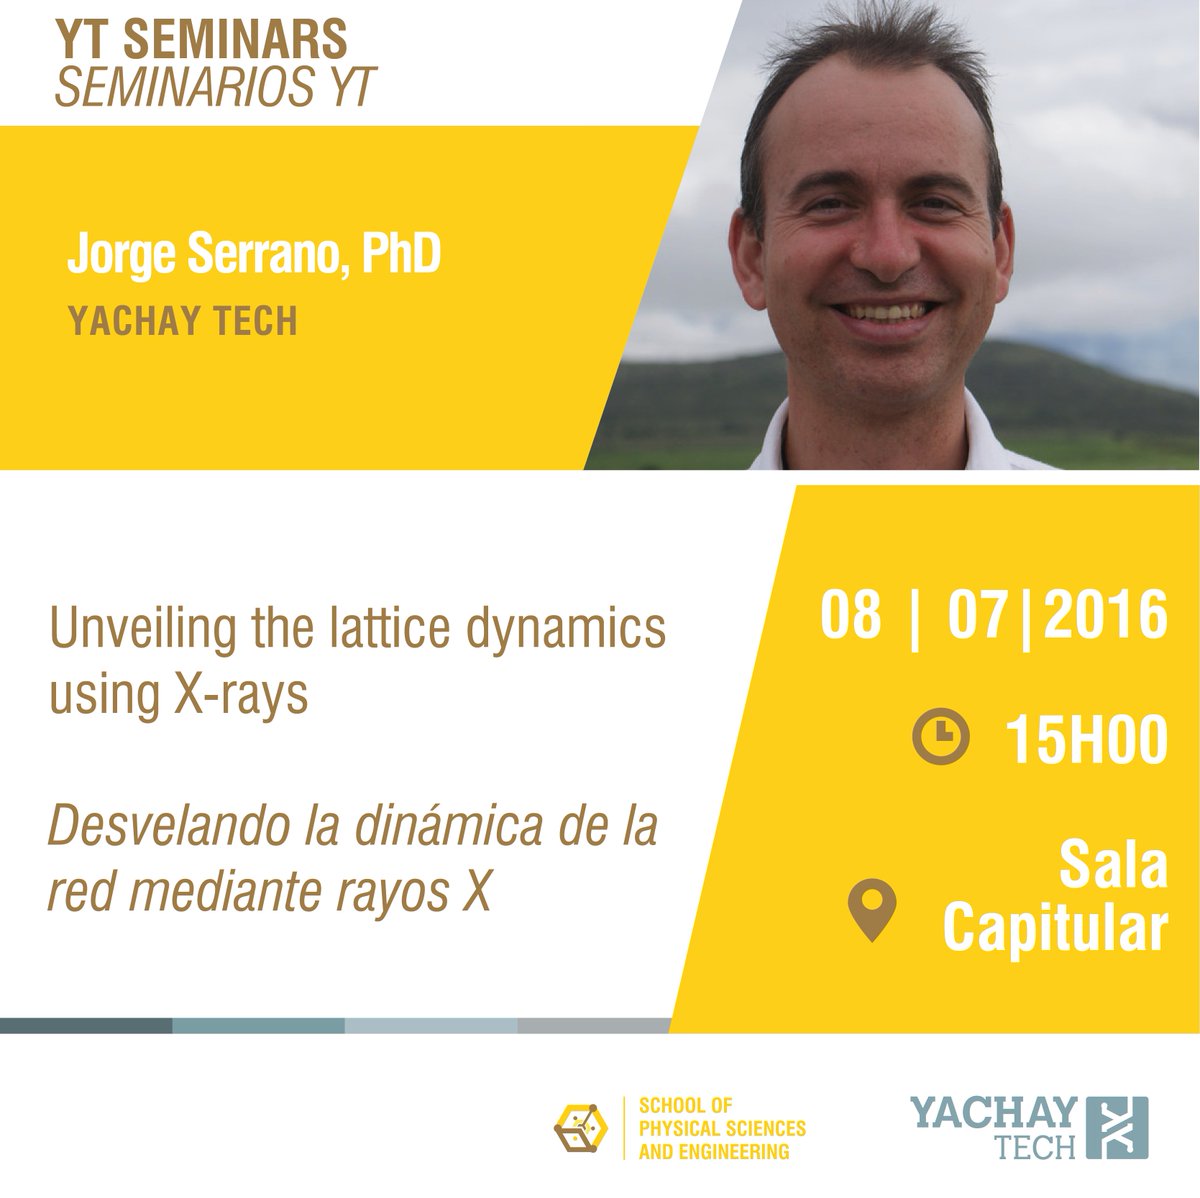 YT SEMINARS
SEMINARIOS YT
Jorge Serrano, PhD
YACHAY TECH
Unveiling the lattice dynamics
using X-rays
Desvelando la dinámica de la
red mediante rayos X
08 | 07|2016
15H00
Sala
Capitular
SCHOOL OF
PHYSICAL SCIENCES
AND ENGINEERING
YACHAY
TECH